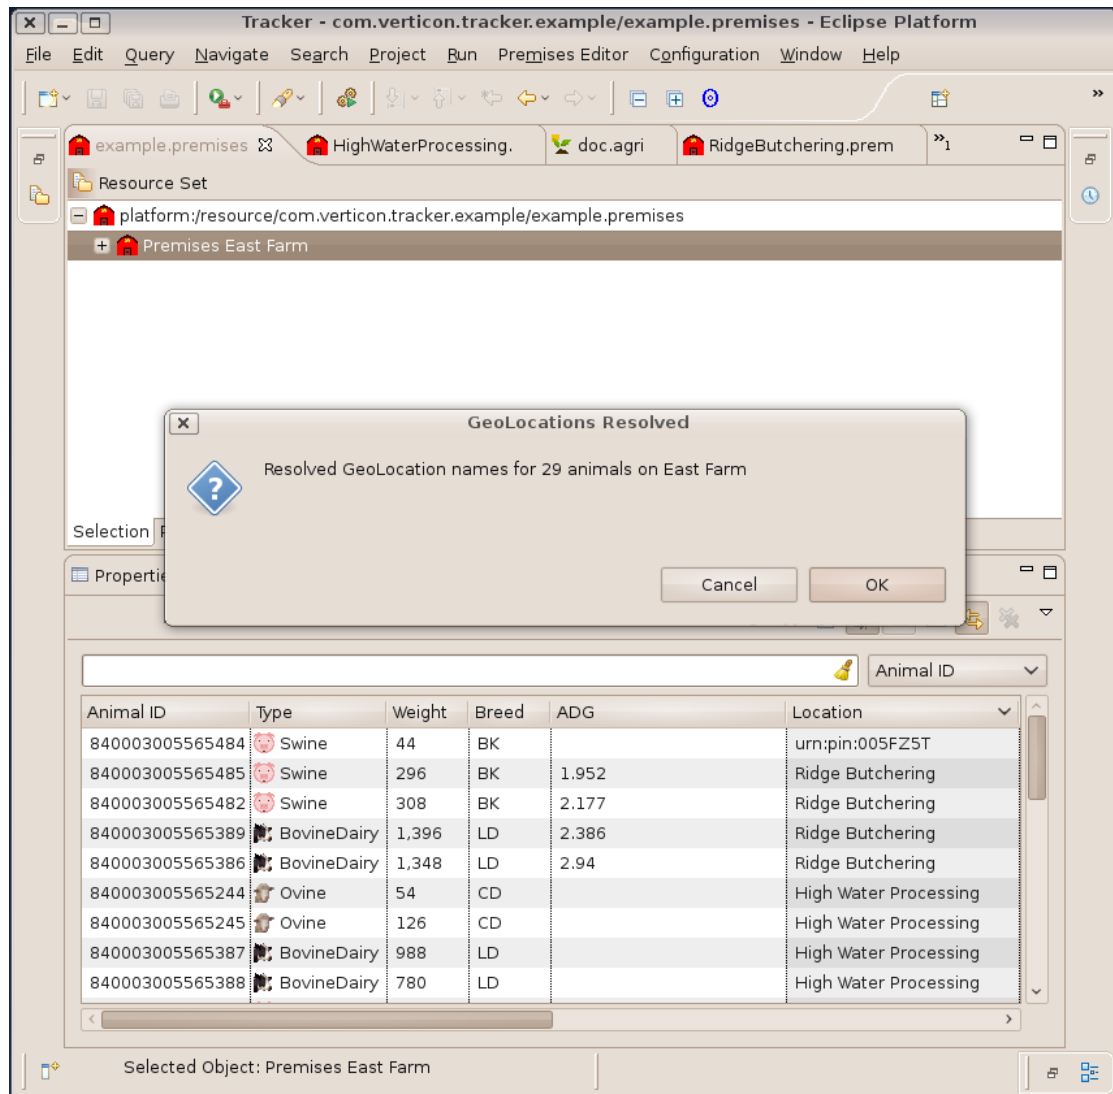 Tracker - com.verticon.tracker.example/example.premises - Eclipse Platform
File Edit Query Navigate Search Project Run Premises Editor Configuration Window Help
example.premises HighWaterProcessing. doc.agri RidgeButchering.prem »1
Resource Set
platform:/resource/com.verticon.tracker.example/example.premises
Premises East Farm
GeoLocations Resolved
Resolved GeoLocation names for 29 animals on East Farm
Selection
Cancel OK
Propertie
Animal ID
Animal ID Type Weight Breed ADG Location
840003005565484 Swine 44 BK urn:pin:005FZ5T
840003005565485 Swine 296 BK 1.952 Ridge Butchering
840003005565482 Swine 308 BK 2.177 Ridge Butchering
840003005565389 BovineDairy 1,396 LD 2.386 Ridge Butchering
840003005565386 BovineDairy 1,348 LD 2.94 Ridge Butchering
840003005565244 Ovine 54 CD High Water Processing
840003005565245 Ovine 126 CD High Water Processing
840003005565387 BovineDairy 988 LD High Water Processing
840003005565388 BovineDairy 780 LD High Water Processing
Selected Object: Premises East Farm